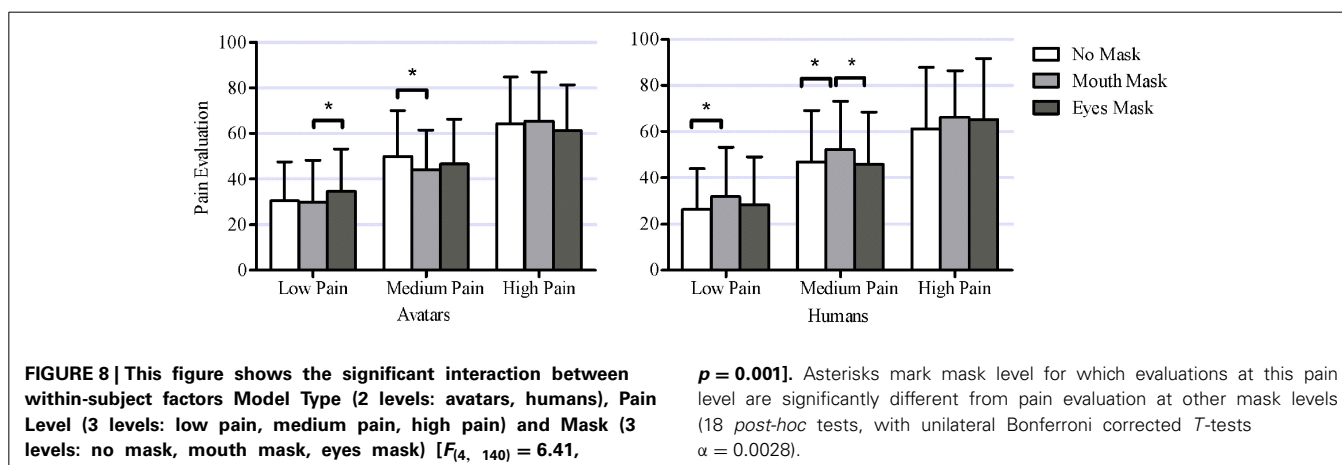 100
80
60
40
20
0
Pain Evaluation
*
*
Low Pain
Medium Pain
High Pain
Avatars
100
80
60
40
20
0
*
*
*
Low Pain
Medium Pain
High Pain
Humans
No Mask
Mouth Mask
Eyes Mask
FIGURE 8 | This figure shows the significant interaction between
within-subject factors Model Type (2 levels: avatars, humans), Pain
Level (3 levels: low pain, medium pain, high pain) and Mask (3
levels: no mask, mouth mask, eyes mask) [F(4, 140) = 6.41,
p = 0.001]. Asterisks mark mask level for which evaluations at this pain
level are significantly different from pain evaluation at other mask levels
(18 post-hoc tests, with unilateral Bonferroni corrected T-tests
α = 0.0028).